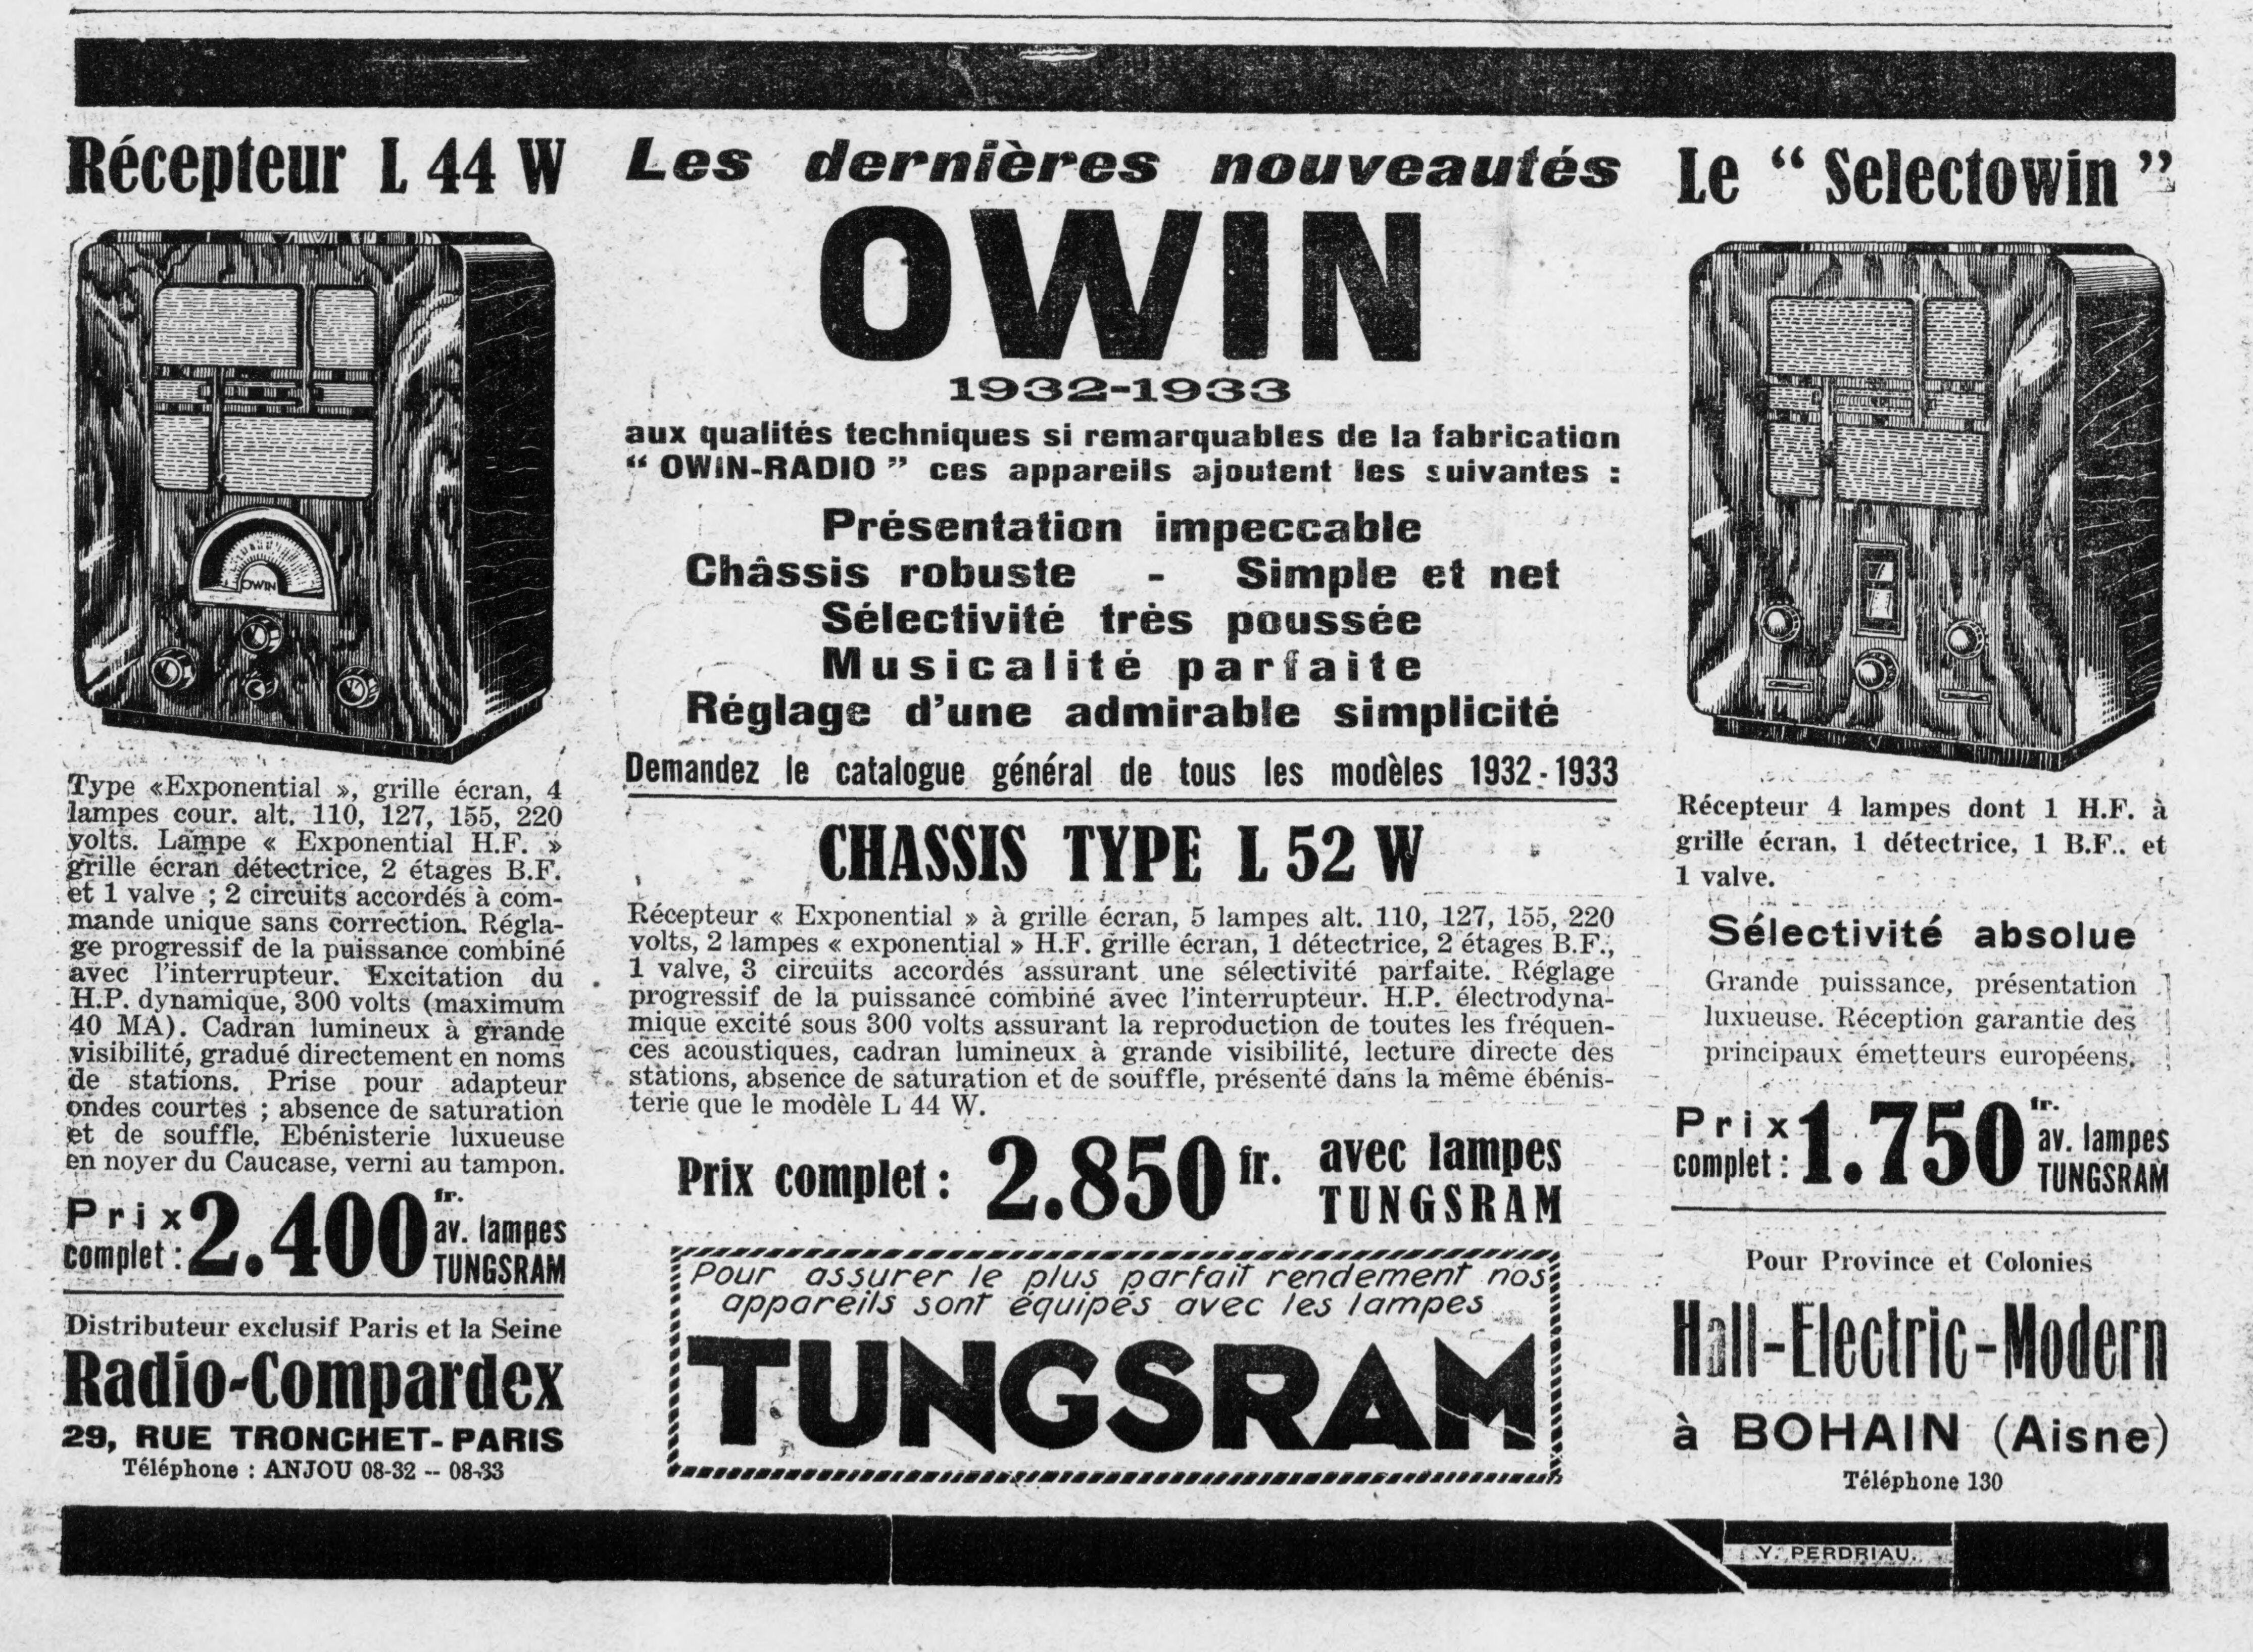 Récepteur L 44 W
OWIN
Type «Exponential », grille écran, 4
lampes cour. alt. 110, 127, 155, 220
volts. Lampe « Exponential H.F. »
grille écran détectrice, 2 étages B.F.
et 1 valve ; 2 circuits accordés à com-
mande unique sans correction. Régla-
ge progressif de la puissance combiné
avec l'interrupteur. Excitation du
H.P. dynamique, 300 volts (maximum
40 MA). Cadran lumineux à grande
visibilité, gradué directement en noms
de stations. Prise pour adapteur
ondes courtes ; absence de saturation
et de souffle. Ebénisterie luxueuse
en noyer du Caucase, verni au tampon.
Prix complet : 2.400 fr. av. lampes TUNGSRAM
Distributeur exclusif Paris et la Seine
Radio-Compardex
29, RUE TRONCHET-PARIS
Téléphone : ANJOU 08-32 -- 08-33
Les dernières nouveautés
OWIN
1932-1933
aux qualités techniques si remarquables de la fabrication
“ OWIN-RADIO ” ces appareils ajoutent les suivantes :
Présentation impeccable
Châssis robuste - Simple et net
Sélectivité très poussée
Musicalité parfaite
Réglage d'une admirable simplicité
Demandez le catalogue général de tous les modèles 1932-1933
CHASSIS TYPE L 52 W
Récepteur « Exponential » à grille écran, 5 lampes alt. 110, 127, 155, 220
volts, 2 lampes « exponential » H.F. grille écran, 1 détectrice, 2 étages B.F.,
1 valve, 3 circuits accordés assurant une sélectivité parfaite. Réglage
progressif de la puissance combiné avec l'interrupteur. H.P. électrodyna-
mique excité sous 300 volts assurant la reproduction de toutes les fréquen-
ces acoustiques, cadran lumineux à grande visibilité, lecture directe des
stations, absence de saturation et de souffle, présenté dans la même ébénis-
terie que le modèle L 44 W.
Prix complet : 2.850 fr. avec lampes TUNGSRAM
Pour assurer le plus parfait rendement nos
appareils sont équipés avec les lampes
TUNGSRAM
Le “ Selectowin ”
Récepteur 4 lampes dont 1 H.F. à
grille écran, 1 détectrice, 1 B.F.. et
1 valve.
Sélectivité absolue
Grande puissance, présentation
luxueuse. Réception garantie des
principaux émetteurs européens.
Prix complet : 1.750 fr. av. lampes TUNGSRAM
Pour Province et Colonies
Hall-Electric-Modern
à BOHAIN (Aisne)
Téléphone 130
Y. PERDRIAU.